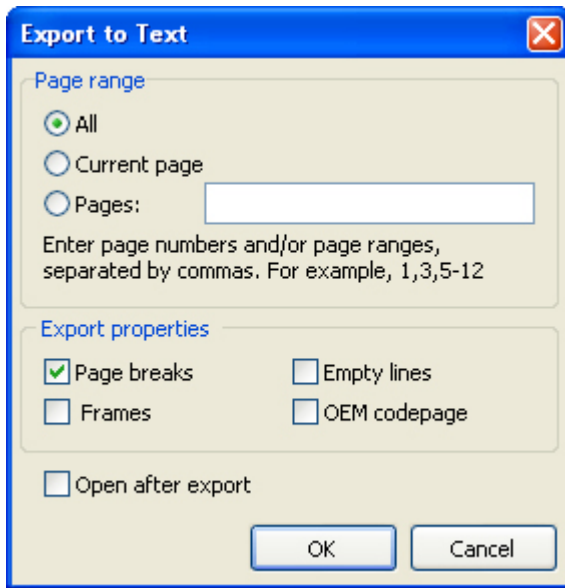 Export to Text
Page range
All
Current page
Pages:
Enter page numbers and/or page ranges,
separated by commas. For example, 1,3,5-12
Export properties
Page breaks
Empty lines
Frames
OEM codepage
Open after export
OK
Cancel